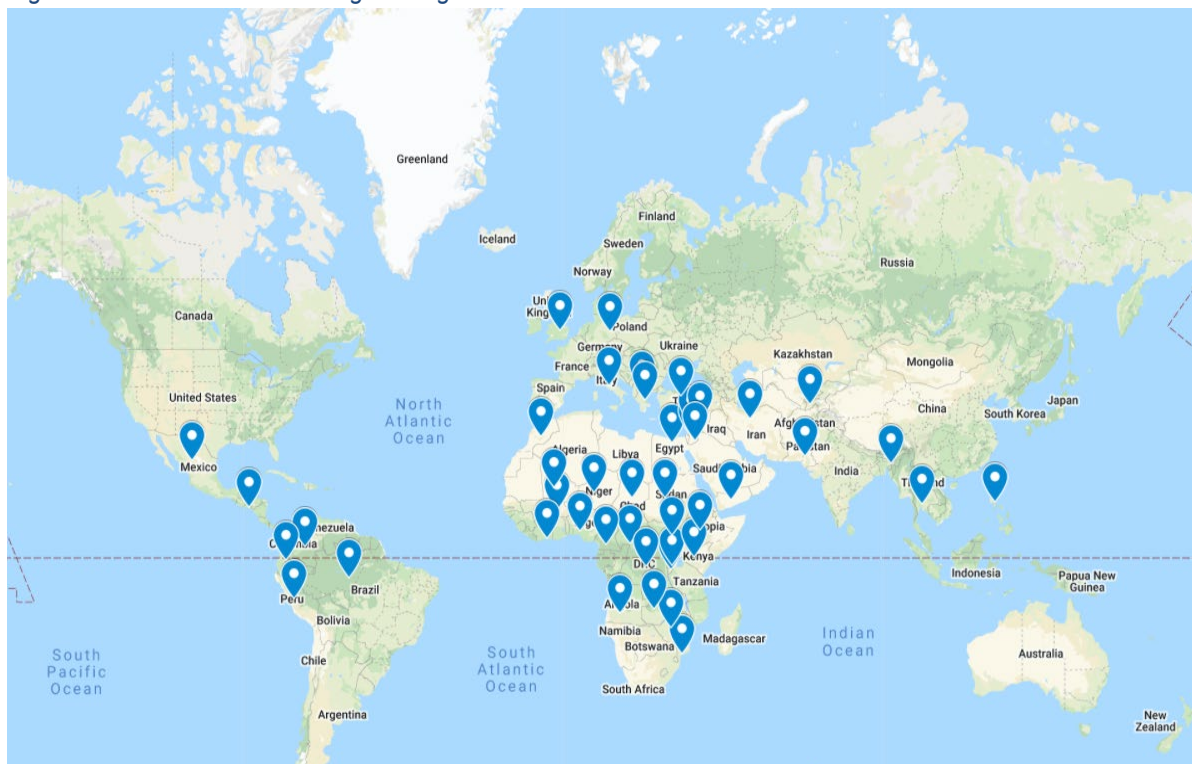 Greenland
Iceland
Finland
Sweden
Norway
Russia
Canada
Poland
Ukraine
Germany
France
Kazakhstan
Mongolia
Spain
United States
North
Atlantic
Ocean
Japan
China
South Korea
Iraq
Iran
Mexico
Algeria
Libya
Egypt
India
Niger
Kenya
Indonesia
Papua New
Guinea
Tanzania
Brazil
Peru
Bolivia
Namibia
Botswana
Madagascar
Indian
Ocean
South
Pacific
Ocean
South
Atlantic
Ocean
Chile
Australia
South Africa
Argentina
New
Zealand